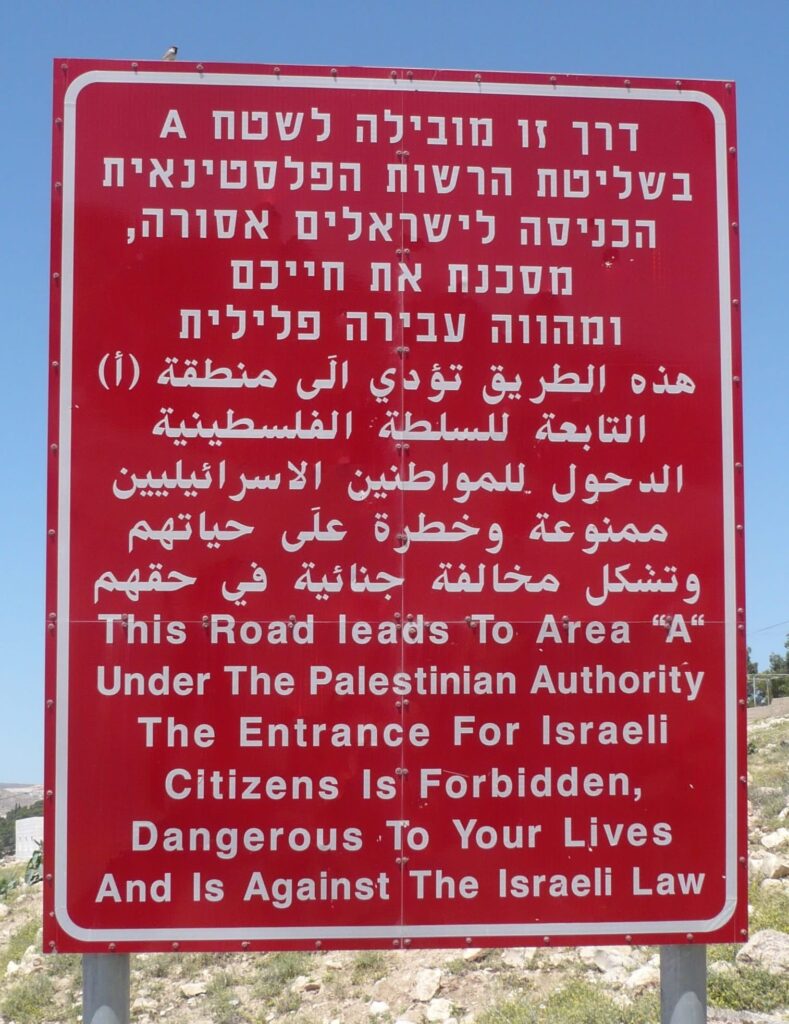 דרך זו מובילה לשטח A
בשליטת הרשות הפלסטינאית
הכניסה לישראלים אסורה,
מסכנת את חייכם
ומהווה עבירה פלילית
هذه الطريق تؤدي الَى منطقة (أ)
التابعة للسلطة الفلسطينية
الدحول للمواطنين الاسرائيليين
ممنوعة وخطرة علَى حياتهم
وتشكل مخالفة جنائية في حقهم
This Road leads To Area “A“
Under The Palestinian Authority
The Entrance For Israeli
Citizens Is Forbidden,
Dangerous To Your Lives
And Is Against The Israeli Law